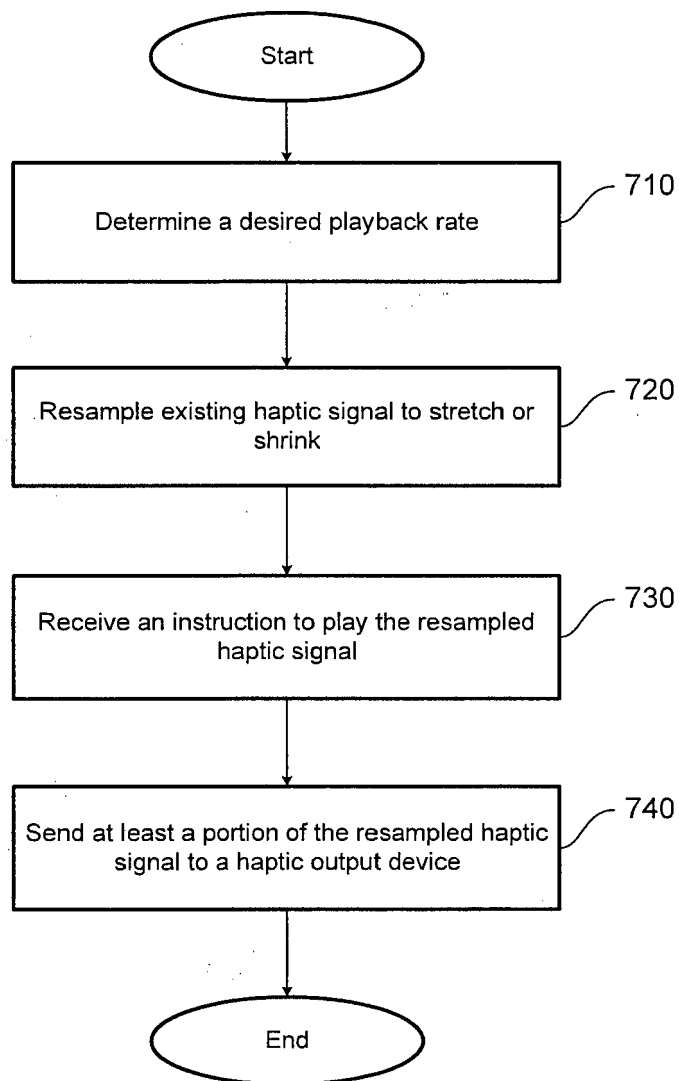 Start
710
Determine a desired playback rate
720
Resample existing haptic signal to stretch or
shrink
730
Receive an instruction to play the resampled
haptic signal
740
Send at least a portion of the resampled haptic
signal to a haptic output device
End